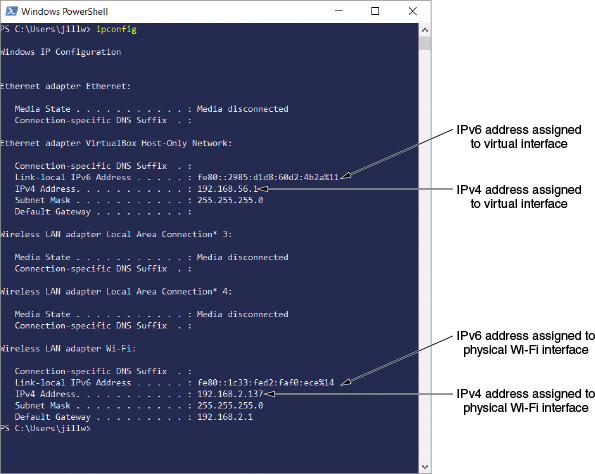 Windows PowerShell
PS C:\Users\jillw> ipconfig
Windows IP Configuration
Ethernet adapter Ethernet:
Media State . . . . . . . . . . . : Media disconnected
Connection-specific DNS Suffix . :
Ethernet adapter VirtualBox Host-Only Network:
Connection-specific DNS Suffix . :
Link-local IPv6 Address . . . . . : fe80::2985:d1d8:60d2:4b2a%11
IPv4 Address. . . . . . . . . . . : 192.168.56.1
Subnet Mask . . . . . . . . . . . : 255.255.255.0
Default Gateway . . . . . . . . . :
Wireless LAN adapter Local Area Connection* 3:
Media State . . . . . . . . . . . : Media disconnected
Connection-specific DNS Suffix . :
Wireless LAN adapter Local Area Connection* 4:
Media State . . . . . . . . . . . : Media disconnected
Connection-specific DNS Suffix . :
Wireless LAN adapter Wi-Fi:
Connection-specific DNS Suffix . :
Link-local IPv6 Address . . . . . : fe80::1c33:fed2:faf0:ece%14
IPv4 Address. . . . . . . . . . . : 192.168.2.137
Subnet Mask . . . . . . . . . . . : 255.255.255.0
Default Gateway . . . . . . . . . : 192.168.2.1
PS C:\Users\jillw>
IPv6 address assigned
to virtual interface
IPv4 address assigned
to virtual interface
IPv6 address assigned to
physical Wi-Fi interface
IPv4 address assigned to
physical Wi-Fi interface